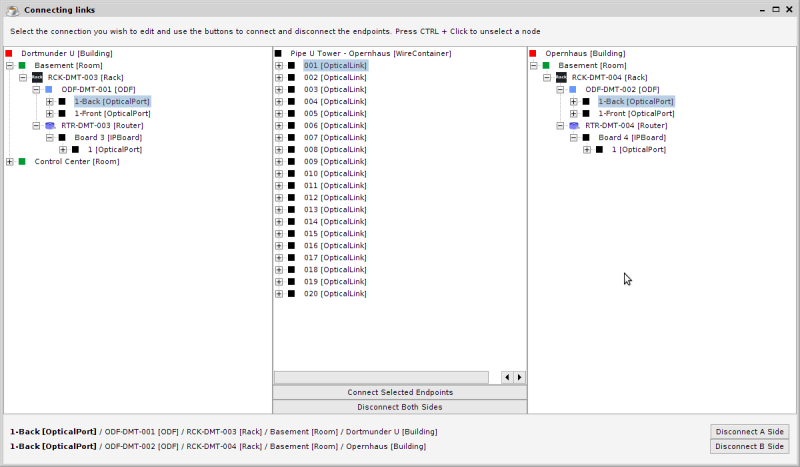 Connecting links
Select the connection you wish to edit and use the buttons to connect and disconnect the endpoints. Press CTRL + Click to unselect a node
Dortmunder U [Building]
Basement [Room]
Rack RCK-DMT-003 [Rack]
ODF-DMT-001 [ODF]
1-Back [OpticalPort]
1-Front [OpticalPort]
RTR-DMT-003 [Router]
Board 3 [IPBoard]
1 [OpticalPort]
Control Center [Room]
Pipe U Tower - Opernhaus [WireContainer]
001 [OpticalLink]
002 [OpticalLink]
003 [OpticalLink]
004 [OpticalLink]
005 [OpticalLink]
006 [OpticalLink]
007 [OpticalLink]
008 [OpticalLink]
009 [OpticalLink]
010 [OpticalLink]
011 [OpticalLink]
012 [OpticalLink]
013 [OpticalLink]
014 [OpticalLink]
015 [OpticalLink]
016 [OpticalLink]
017 [OpticalLink]
018 [OpticalLink]
019 [OpticalLink]
020 [OpticalLink]
Connect Selected Endpoints
Disconnect Both Sides
Opernhaus [Building]
Basement [Room]
Rack RCK-DMT-004 [Rack]
ODF-DMT-002 [ODF]
1-Back [OpticalPort]
1-Front [OpticalPort]
RTR-DMT-004 [Router]
Board 4 [IPBoard]
1 [OpticalPort]
1-Back [OpticalPort] / ODF-DMT-001 [ODF] / RCK-DMT-003 [Rack] / Basement [Room] / Dortmunder U [Building]
Disconnect A Side
1-Back [OpticalPort] / ODF-DMT-002 [ODF] / RCK-DMT-004 [Rack] / Basement [Room] / Opernhaus [Building]
Disconnect B Side